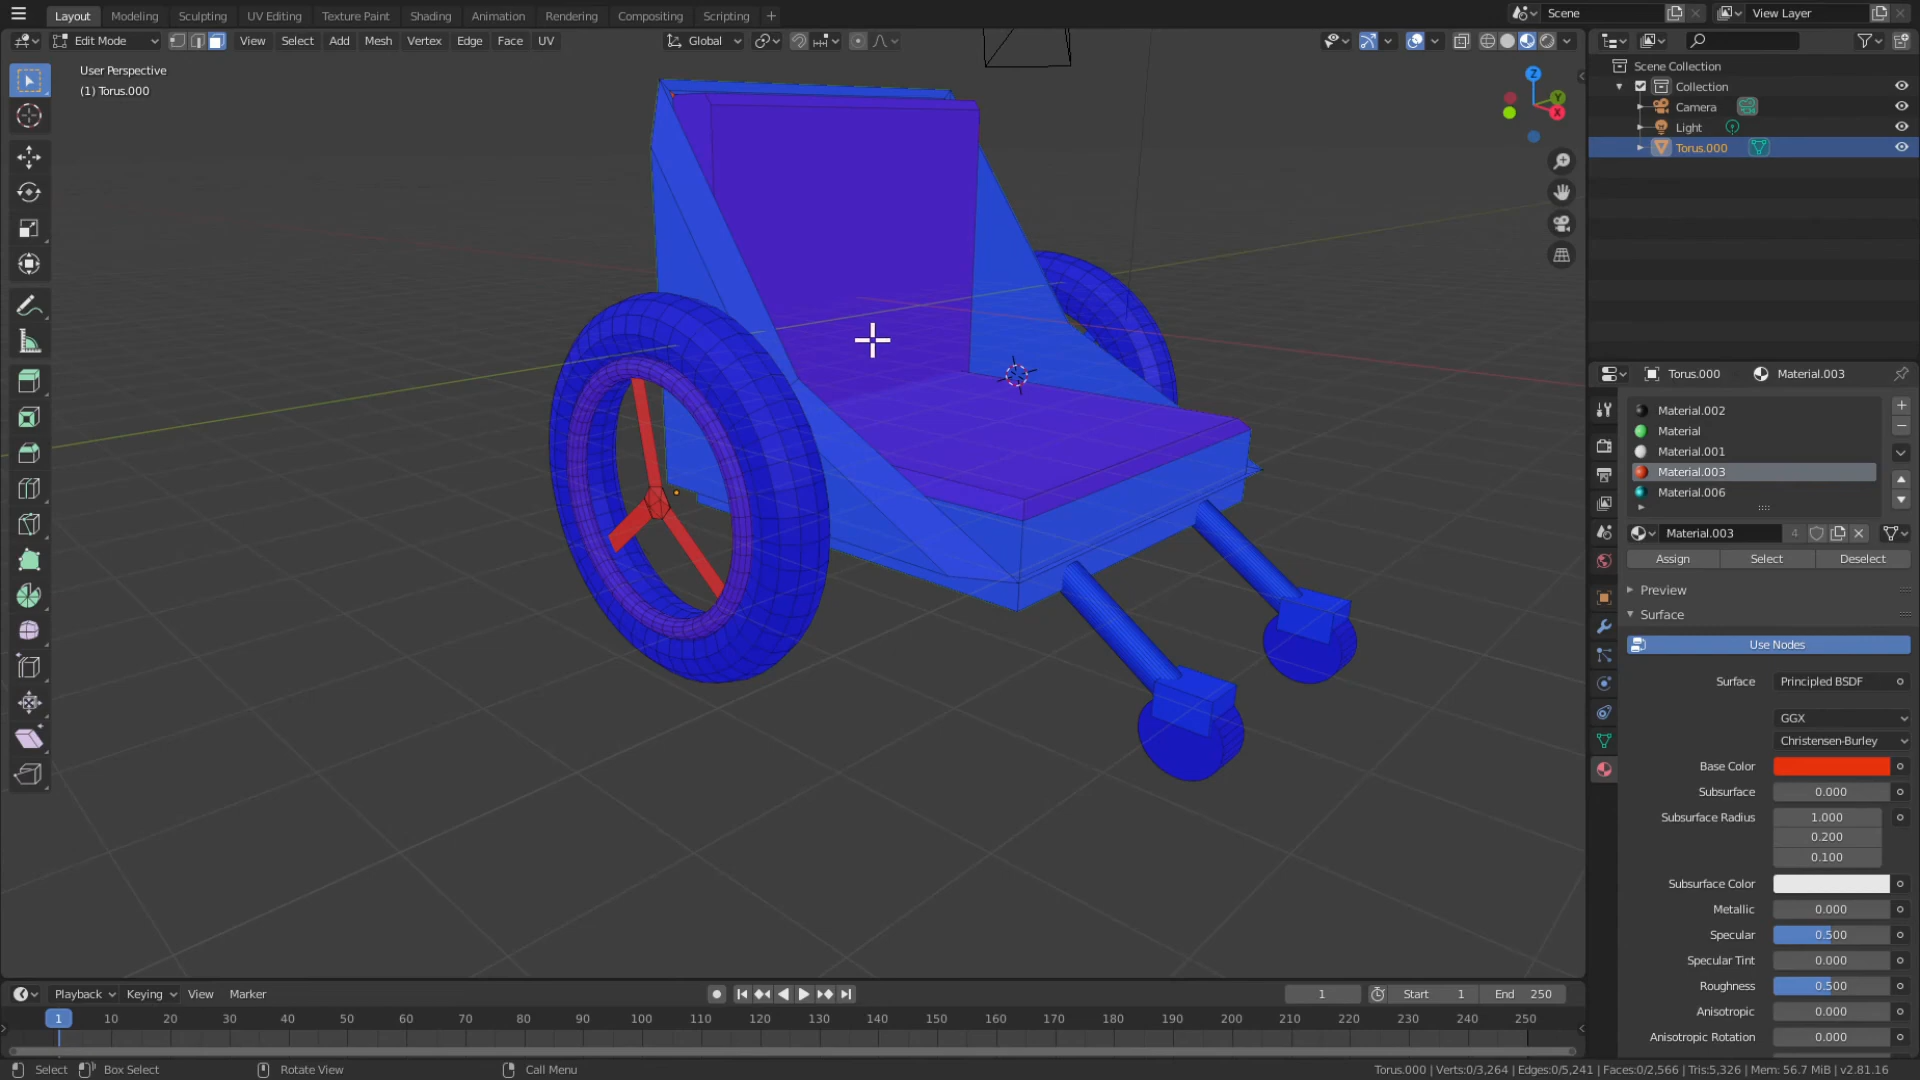 Layout Modeling Sculpting UV Editing Texture Paint Shading Animation Rendering Compositing Scripting +
Scene
View Layer
Edit Mode View Select Add Mesh Vertex Edge Face UV
Global
User Perspective
(1) Torus.000
Z
Y
X
Scene Collection
Collection
Camera
Light
Torus.000
Torus.000 Material.003
Material.002
Material
Material.001
Material.003
Material.006
Material.003 4
Assign Select Deselect
Preview
Surface
Use Nodes
Surface Principled BSDF
GGX
Christensen-Burley
Base Color
Subsurface 0.000
Subsurface Radius 1.000
0.200
0.100
Subsurface Color
Metallic 0.000
Specular 0.500
Specular Tint 0.000
Roughness 0.500
Anisotropic 0.000
Anisotropic Rotation 0.000
Playback Keying View Marker
1 Start 1 End 250
1 10 20 30 40 50 60 70 80 90 100 110 120 130 140 150 160 170 180 190 200 210 220 230 240 250
Select Box Select Rotate View Call Menu
Torus.000 | Verts:0/3,264 | Edges:0/5,241 | Faces:0/2,566 | Tris:5,326 | Mem: 56.7 MiB | v2.81.16